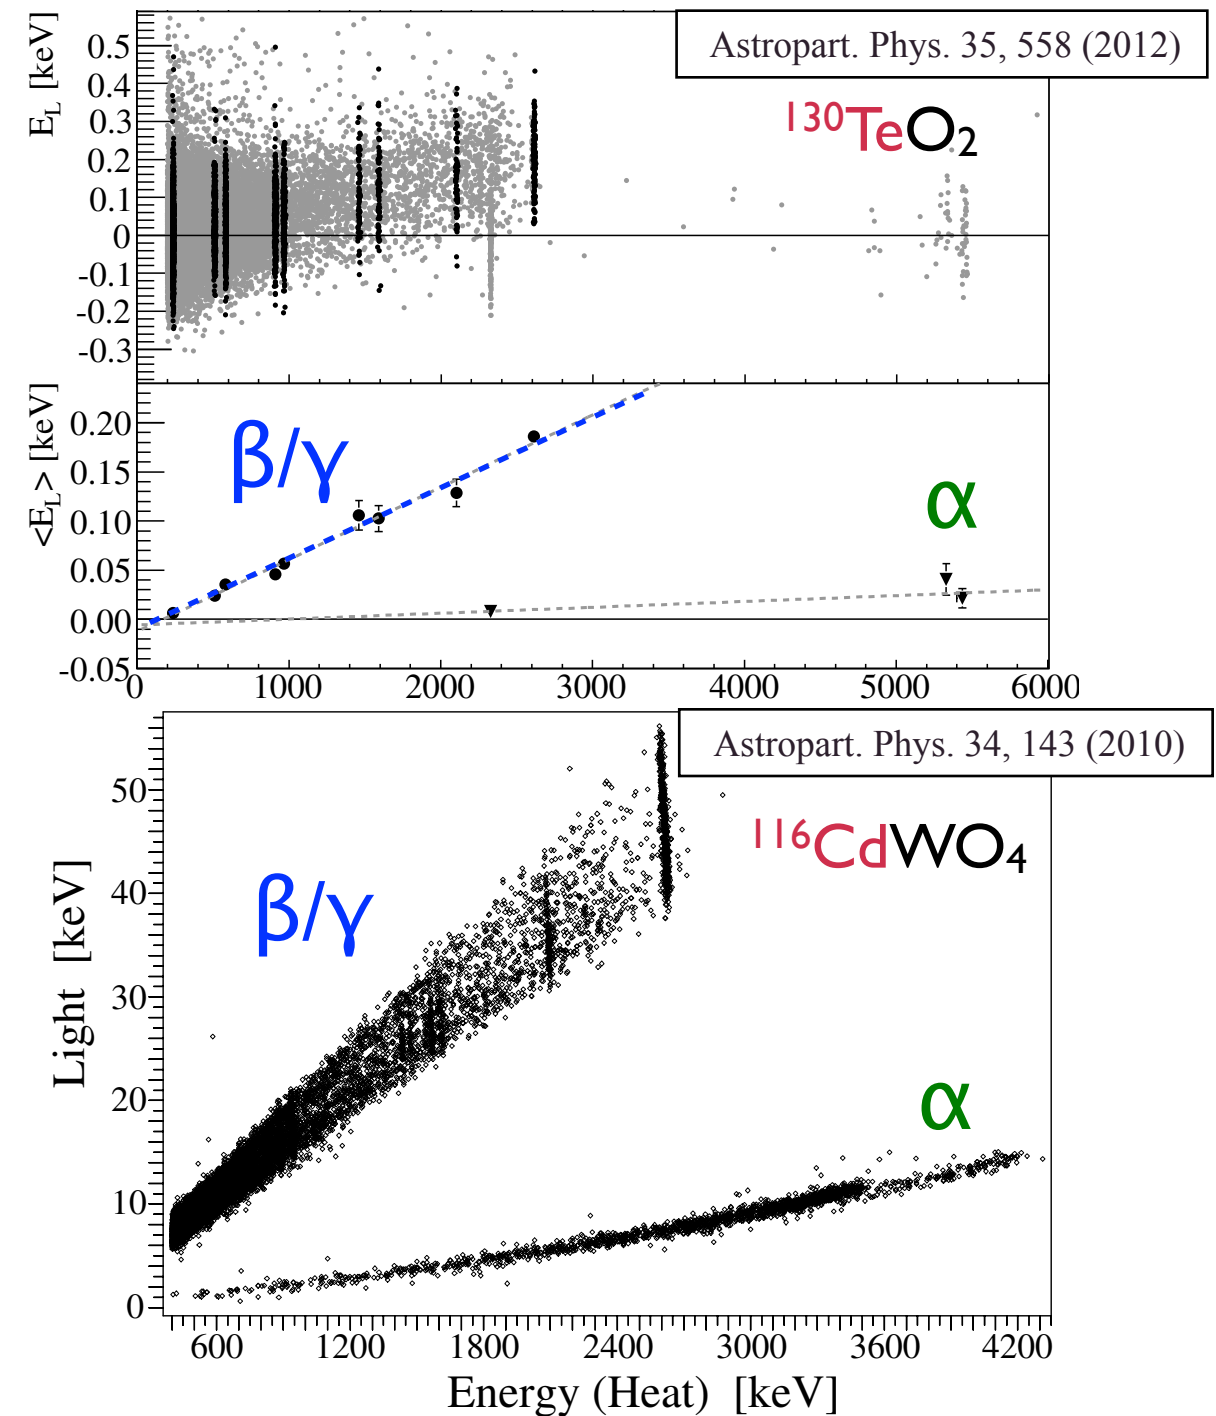 Astropart. Phys. 35, 558 (2012)
E_L [keV]
0.5
0.4
0.3
0.2
0.1
0
-0.1
-0.2
-0.3
¹³⁰TeO₂
<E_L> [keV]
0.20
0.15
0.10
0.05
0.00
-0.05
β/γ
α
0 1000 2000 3000 4000 5000 6000
Astropart. Phys. 34, 143 (2010)
Light [keV]
50
40
30
20
10
0
¹¹⁶CdWO₄
β/γ
α
600 1200 1800 2400 3000 3600 4200
Energy (Heat) [keV]